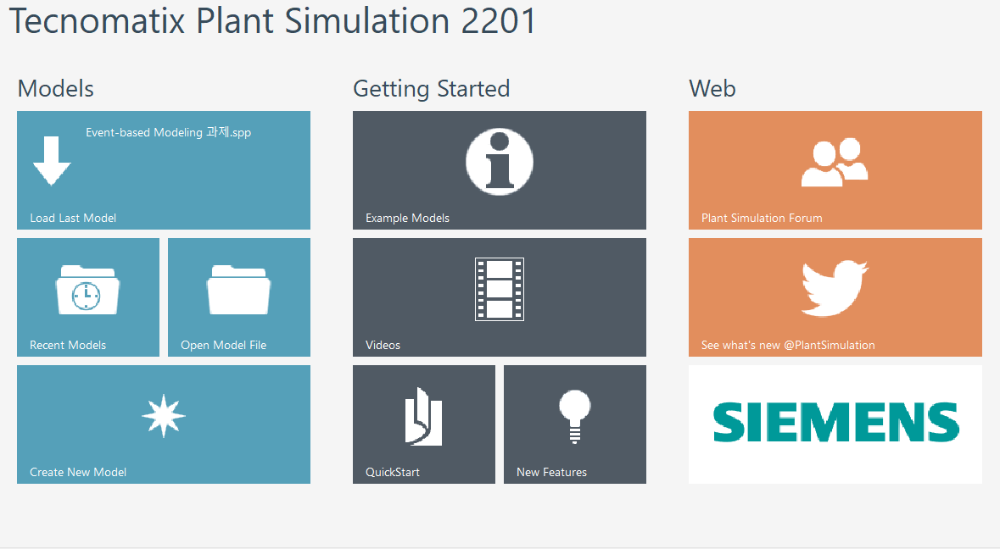 Tecnomatix Plant Simulation 2201
Models
Event-based Modeling 과제.spp
Load Last Model
Recent Models
Open Model File
Create New Model
Getting Started
Example Models
Videos
QuickStart
New Features
Web
Plant Simulation Forum
See what's new @PlantSimulation
SIEMENS